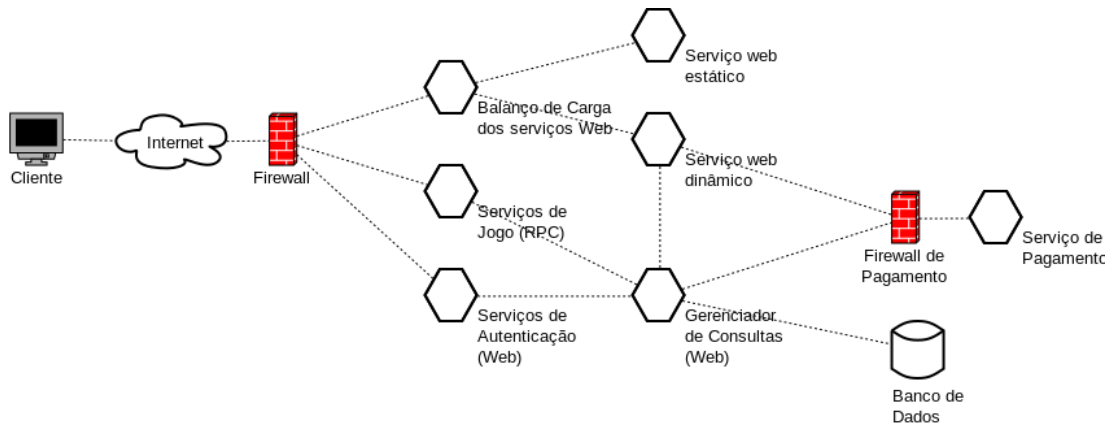 Serviço web
estático
Balanço de Carga
dos serviços Web
Internet
Cliente
Firewall
Serviço web
dinâmico
Serviços de
Jogo (RPC)
Serviço de
Pagamento
Firewall de
Pagamento
Serviços de
Autenticação
(Web)
Gerenciador
de Consultas
(Web)
Banco de
Dados